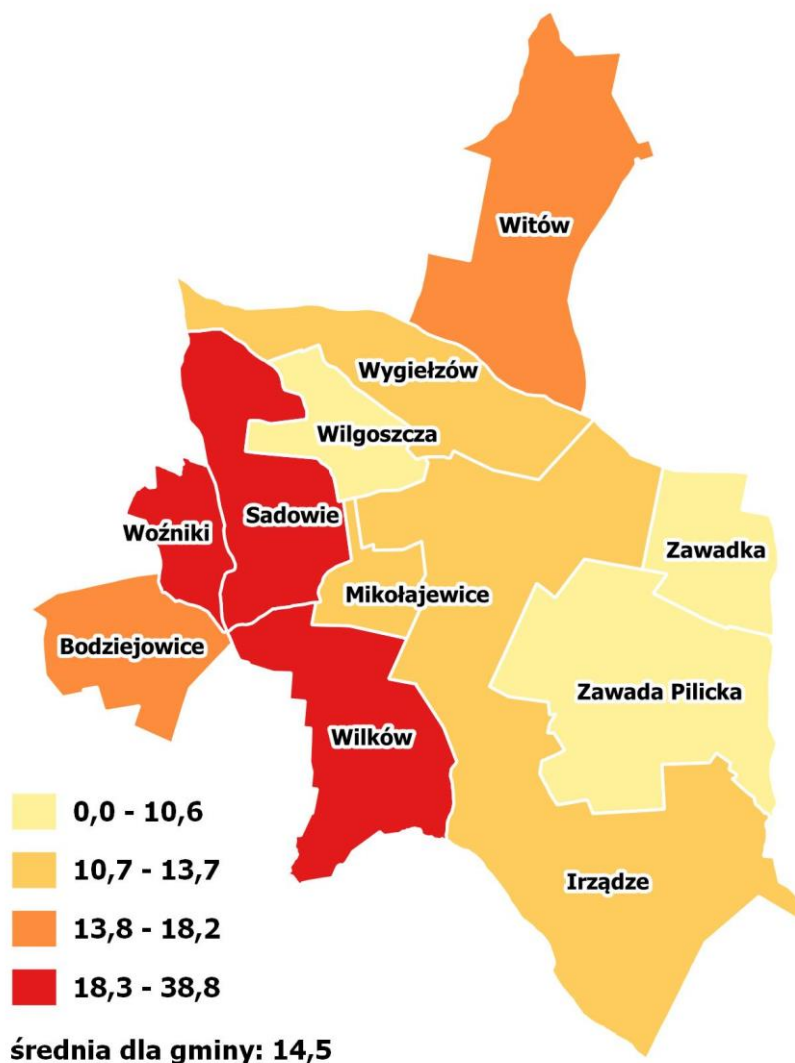 Witów
Wygiełzów
Wilgoszcza
Sadowie
Woźniki
Zawadka
Mikołajewice
Bodziejowice
Zawada Pilicka
Wilków
Irządze
0,0 - 10,6
10,7 - 13,7
13,8 - 18,2
18,3 - 38,8
średnia dla gminy: 14,5